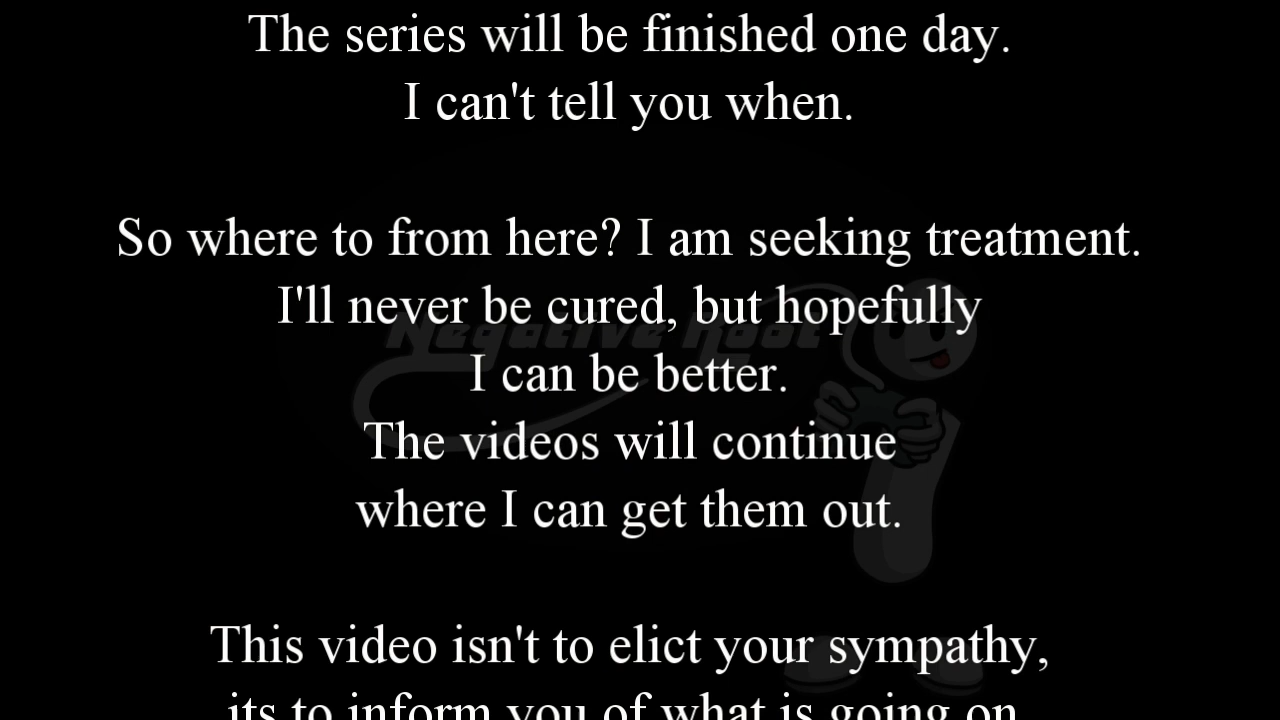 The series will be finished one day.
I can't tell you when.
So where to from here? I am seeking treatment.
I'll never be cured, but hopefully
Negative Root
I can be better.
The videos will continue
where I can get them out.
This video isn't to elict your sympathy,
its to inform you of what is going on